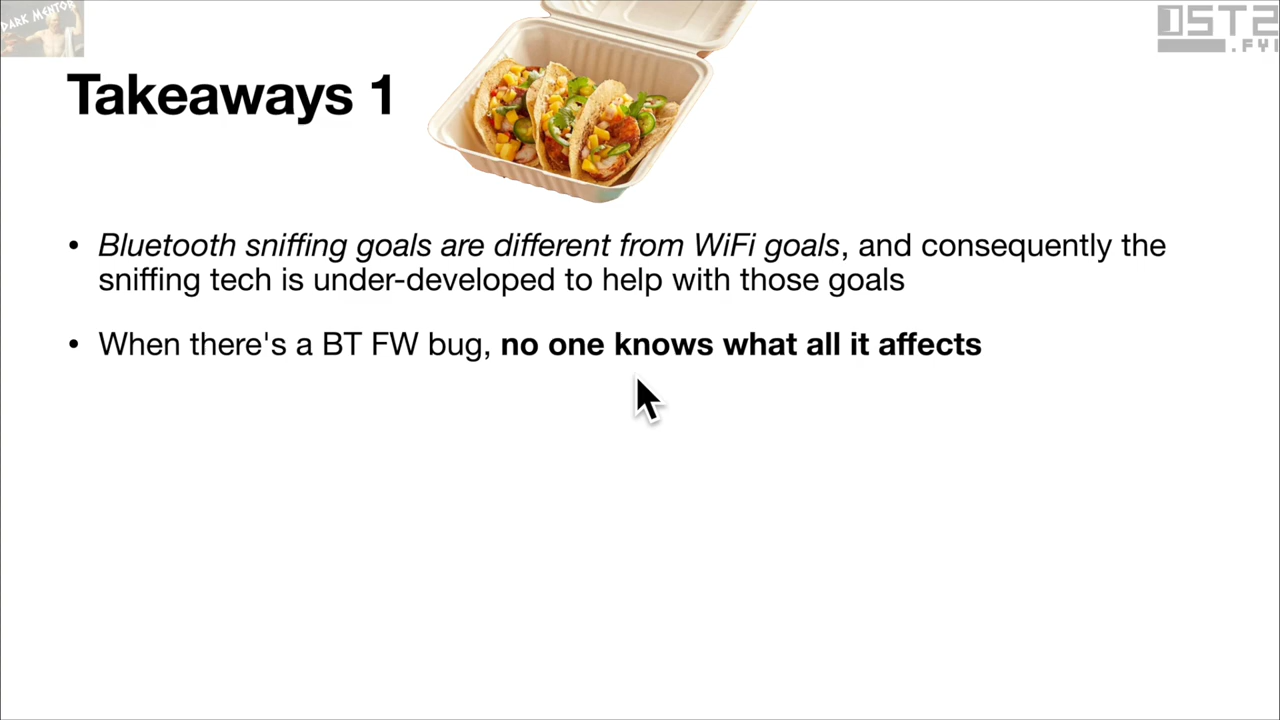 DARK MENTOR
OST2
.FYI
Takeaways 1
• Bluetooth sniffing goals are different from WiFi goals, and consequently the
sniffing tech is under-developed to help with those goals
• When there's a BT FW bug, no one knows what all it affects